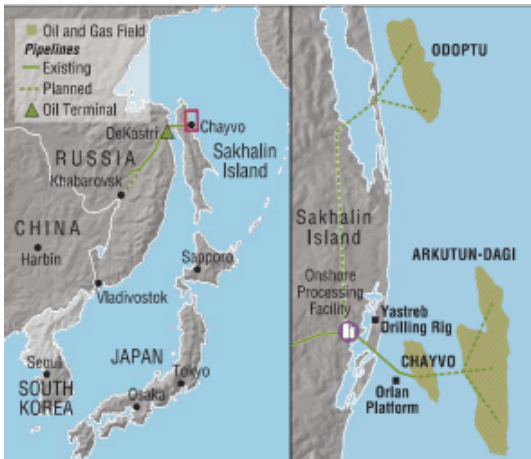 Oil and Gas Field
Pipelines
Existing
Planned
Oil Terminal
DeKastri
Chayvo
RUSSIA
Sakhalin
Island
Khabarovsk
CHINA
Harbin
Sapporo
Vladivostok
JAPAN
Seoul
SOUTH
KOREA
Tokyo
Osaka
ODOPTU
Sakhalin
Island
ARKUTUN-DAGI
Onshore
Processing
Facility
Yastreb
Drilling Rig
CHAYVO
Orlan
Platform